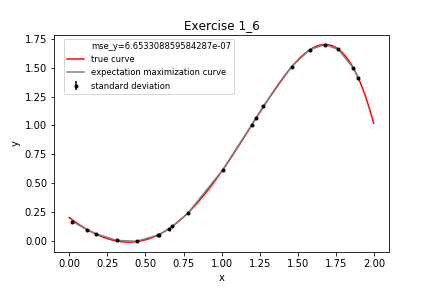 Exercise 1_6
mse_y=6.653308859584287e-07
true curve
expectation maximization curve
standard deviation
1.75
1.50
1.25
1.00
0.75
0.50
0.25
0.00
y
0.00 0.25 0.50 0.75 1.00 1.25 1.50 1.75 2.00
x